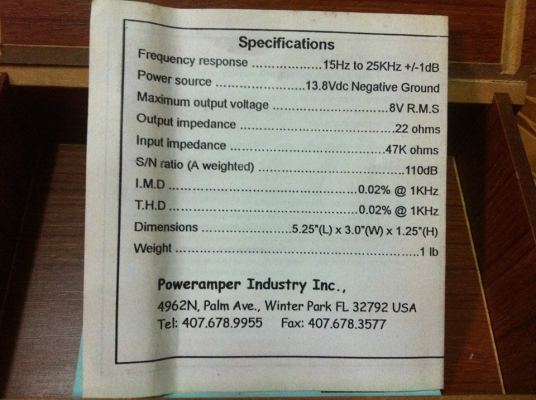 Specifications
Frequency response ......................15Hz to 25KHz +/-1dB
Power source ............................13.8Vdc Negative Ground
Maximum output voltage ...................................8V R.M.S
Output impedance ...............................................22 ohms
Input impedance ...............................................47K ohms
S/N ratio (A weighted) ...........................................110dB
I.M.D .....................................................0.02% @ 1KHz
T.H.D .....................................................0.02% @ 1KHz
Dimensions ...................5.25"(L) x 3.0"(W) x 1.25"(H)
Weight ....................................................................1 lb
Poweramper Industry Inc.,
4962N, Palm Ave., Winter Park FL 32792 USA
Tel: 407.678.9955 Fax: 407.678.3577